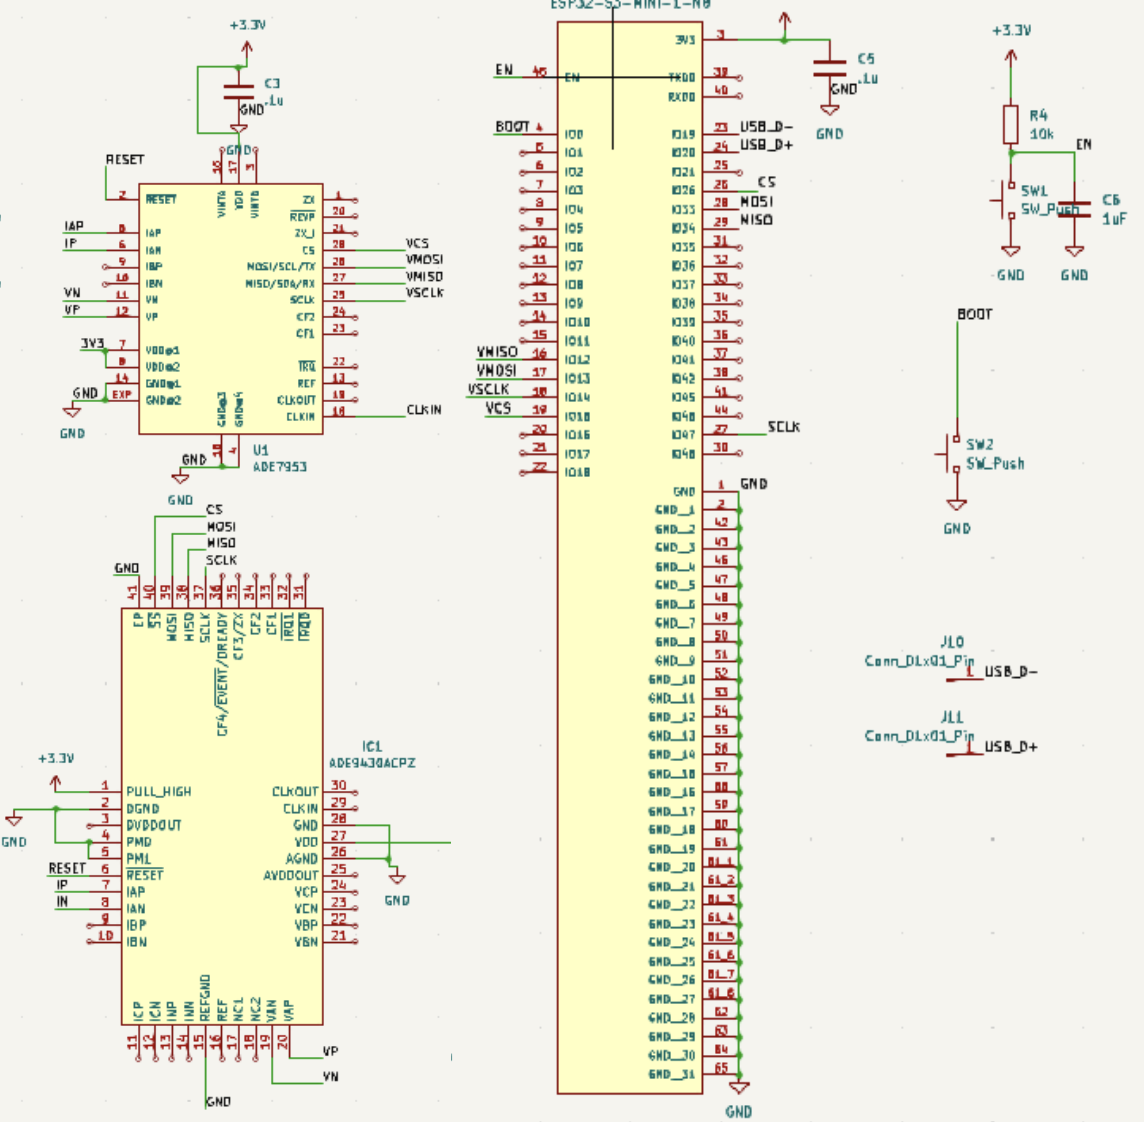 +3.3V
C3
.1u
GND
GND
RESET
2 RESET
VINTA
17 VDD
3 VINTD
ZX 1
REVP 20
ZX_I 21
IAP 5 IAP
IP 6 IAN
9 IBP
10 IBN
VN 11 VN
VP 12 VP
3V3 7 VDD@1
8 VDD@2
14 GND@1
GND EXP GND@2
GND
CS 28 VCS
MOSI/SCL/TX 26 VMOSI
MISO/SDA/RX 27 VMISO
SCLK 25 VSCLK
CF2 24
CF1 23
IRQ 22
REF 13
CLKOUT 19
CLKIN 18 CLKIN
GND@3
GND@4 4
GND
GND
U1
ADE7953
CS
MOSI
MISO
SCLK
GND
41 40 39 38 37 36 35 34 33 32 31
EP
SS
MOSI
MISO
SCLK
CF4/EVENT/DREADY
CF3/ZX
CF2
CF1
IRQ1
IRQ0
IC1
ADE9430ACPZ
+3.3V
1 PULL_HIGH
2 DGND
GND
3 DVDDOUT
4 PM0
5 PM1
RESET 6 RESET
IP 7 IAP
IN 8 IAN
9 IBP
10 IBN
CLKOUT 30
CLKIN 29
GND 28
VDD 27
AGND 26
AVDDOUT 25
VCP 24
VCN 23
VBP 22
VBN 21
GND
ICP
ICN
INP
INN
REFGND
REF
NC1
NC2
VAN
VAP
11 12 13 14 15 16 17 18 19 20
VP
VN
GND
ESP32-S3-MINI-1-N8
EN 45 EN
BOOT 4 IO0
5 IO1
6 IO2
7 IO3
8 IO4
9 IO5
10 IO6
11 IO7
12 IO8
13 IO9
14 IO10
15 IO11
VMISO 16 IO12
VMOSI 17 IO13
VSCLK 18 IO14
VCS 19 IO15
20 IO16
21 IO17
22 IO18
3V3 3
TXD0 39
RXD0 40
IO19 23 USB_D-
IO20 24 USB_D+
IO21 25
IO26 26 CS
IO33 28 MOSI
IO34 29 MISO
IO35 31
IO36 32
IO37 33
IO38 34
IO39 35
IO40 36
IO41 37
IO42 38
IO45 41
IO46 44
IO47 27 SCLK
IO48 30
GND 1 GND
GND_1 2
GND_2 42
GND_3 43
GND_4 46
GND_5 47
GND_6 48
GND_7 49
GND_8 50
GND_9 51
GND_10 52
GND_11 53
GND_12 54
GND_13 55
GND_14 56
57
GND_16
GND_17 59
GND_18 60
GND_19 61
GND_20 61_1
GND_21 61_2
GND_22 61_3
GND_23 61_4
GND_24 61_5
GND_25 61_6
GND_26 61_7
GND_27 61_8
GND_28 62
GND_29 63
GND_30 64
GND_31 65
GND
C5
.1u
GND
GND
+3.3V
R4
10k
EN
SW1
SW_Push
C6
1uF
GND
GND
BOOT
SW2
SW_Push
GND
J10
Conn_01x01_Pin
1 USB_D-
J11
Conn_01x01_Pin
1 USB_D+